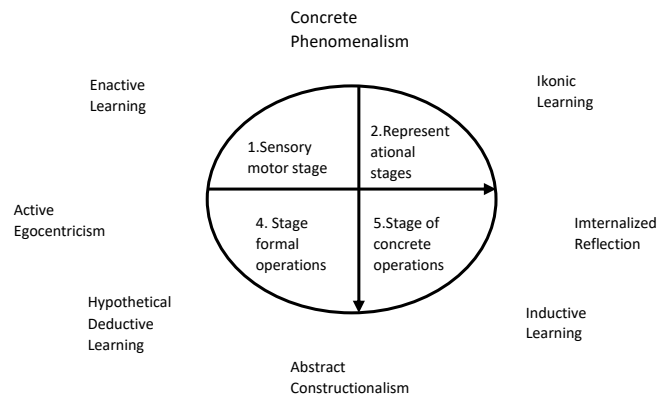 Concrete
Phenomenalism
Enactive
Learning
Ikonic
Learning
1.Sensory
motor stage
2.Represent
ational
stages
Active
Egocentricism
4. Stage
formal
operations
5.Stage of
concrete
operations
Imternalized
Reflection
Hypothetical
Deductive
Learning
Inductive
Learning
Abstract
Constructionalism